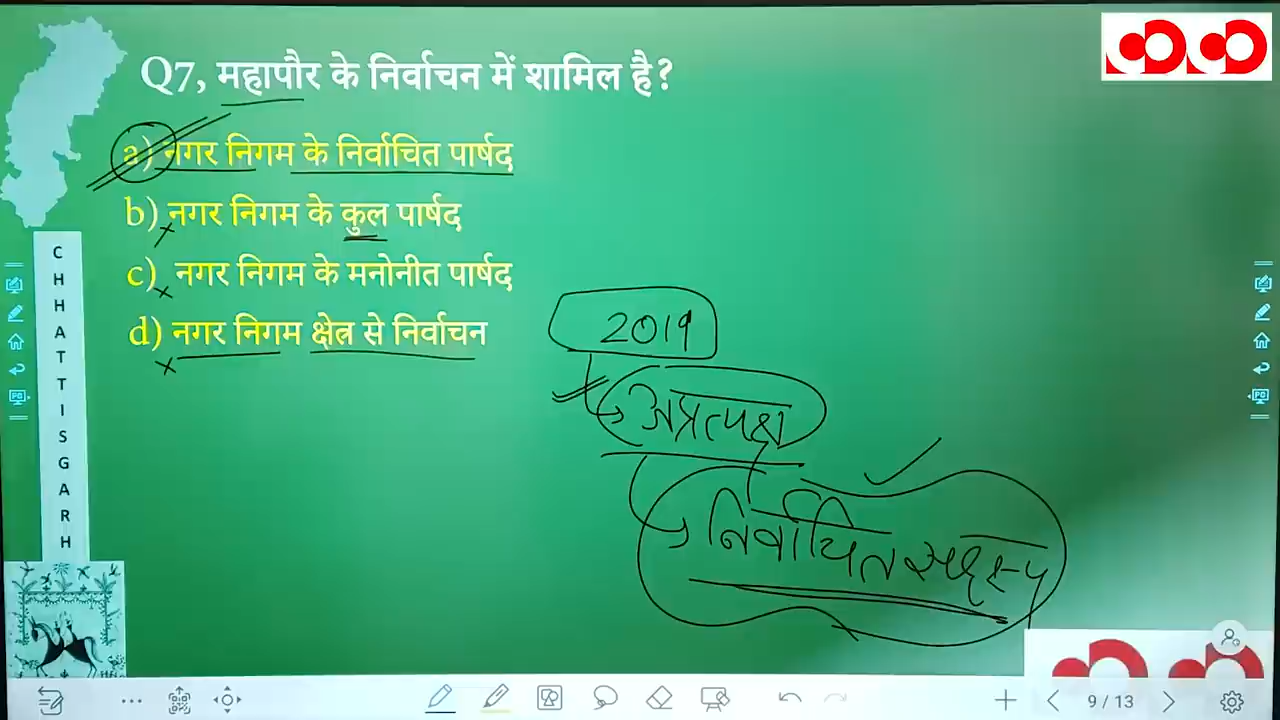 Q7, महापौर के निर्वाचन में शामिल है?
a) नगर निगम के निर्वाचित पार्षद
b) नगर निगम के कुल पार्षद
c) नगर निगम के मनोनीत पार्षद
d) नगर निगम क्षेत्र से निर्वाचन
CHHATTISGARH
2019
अप्रत्यक्ष
निर्वाचित सदस्य
9 / 13